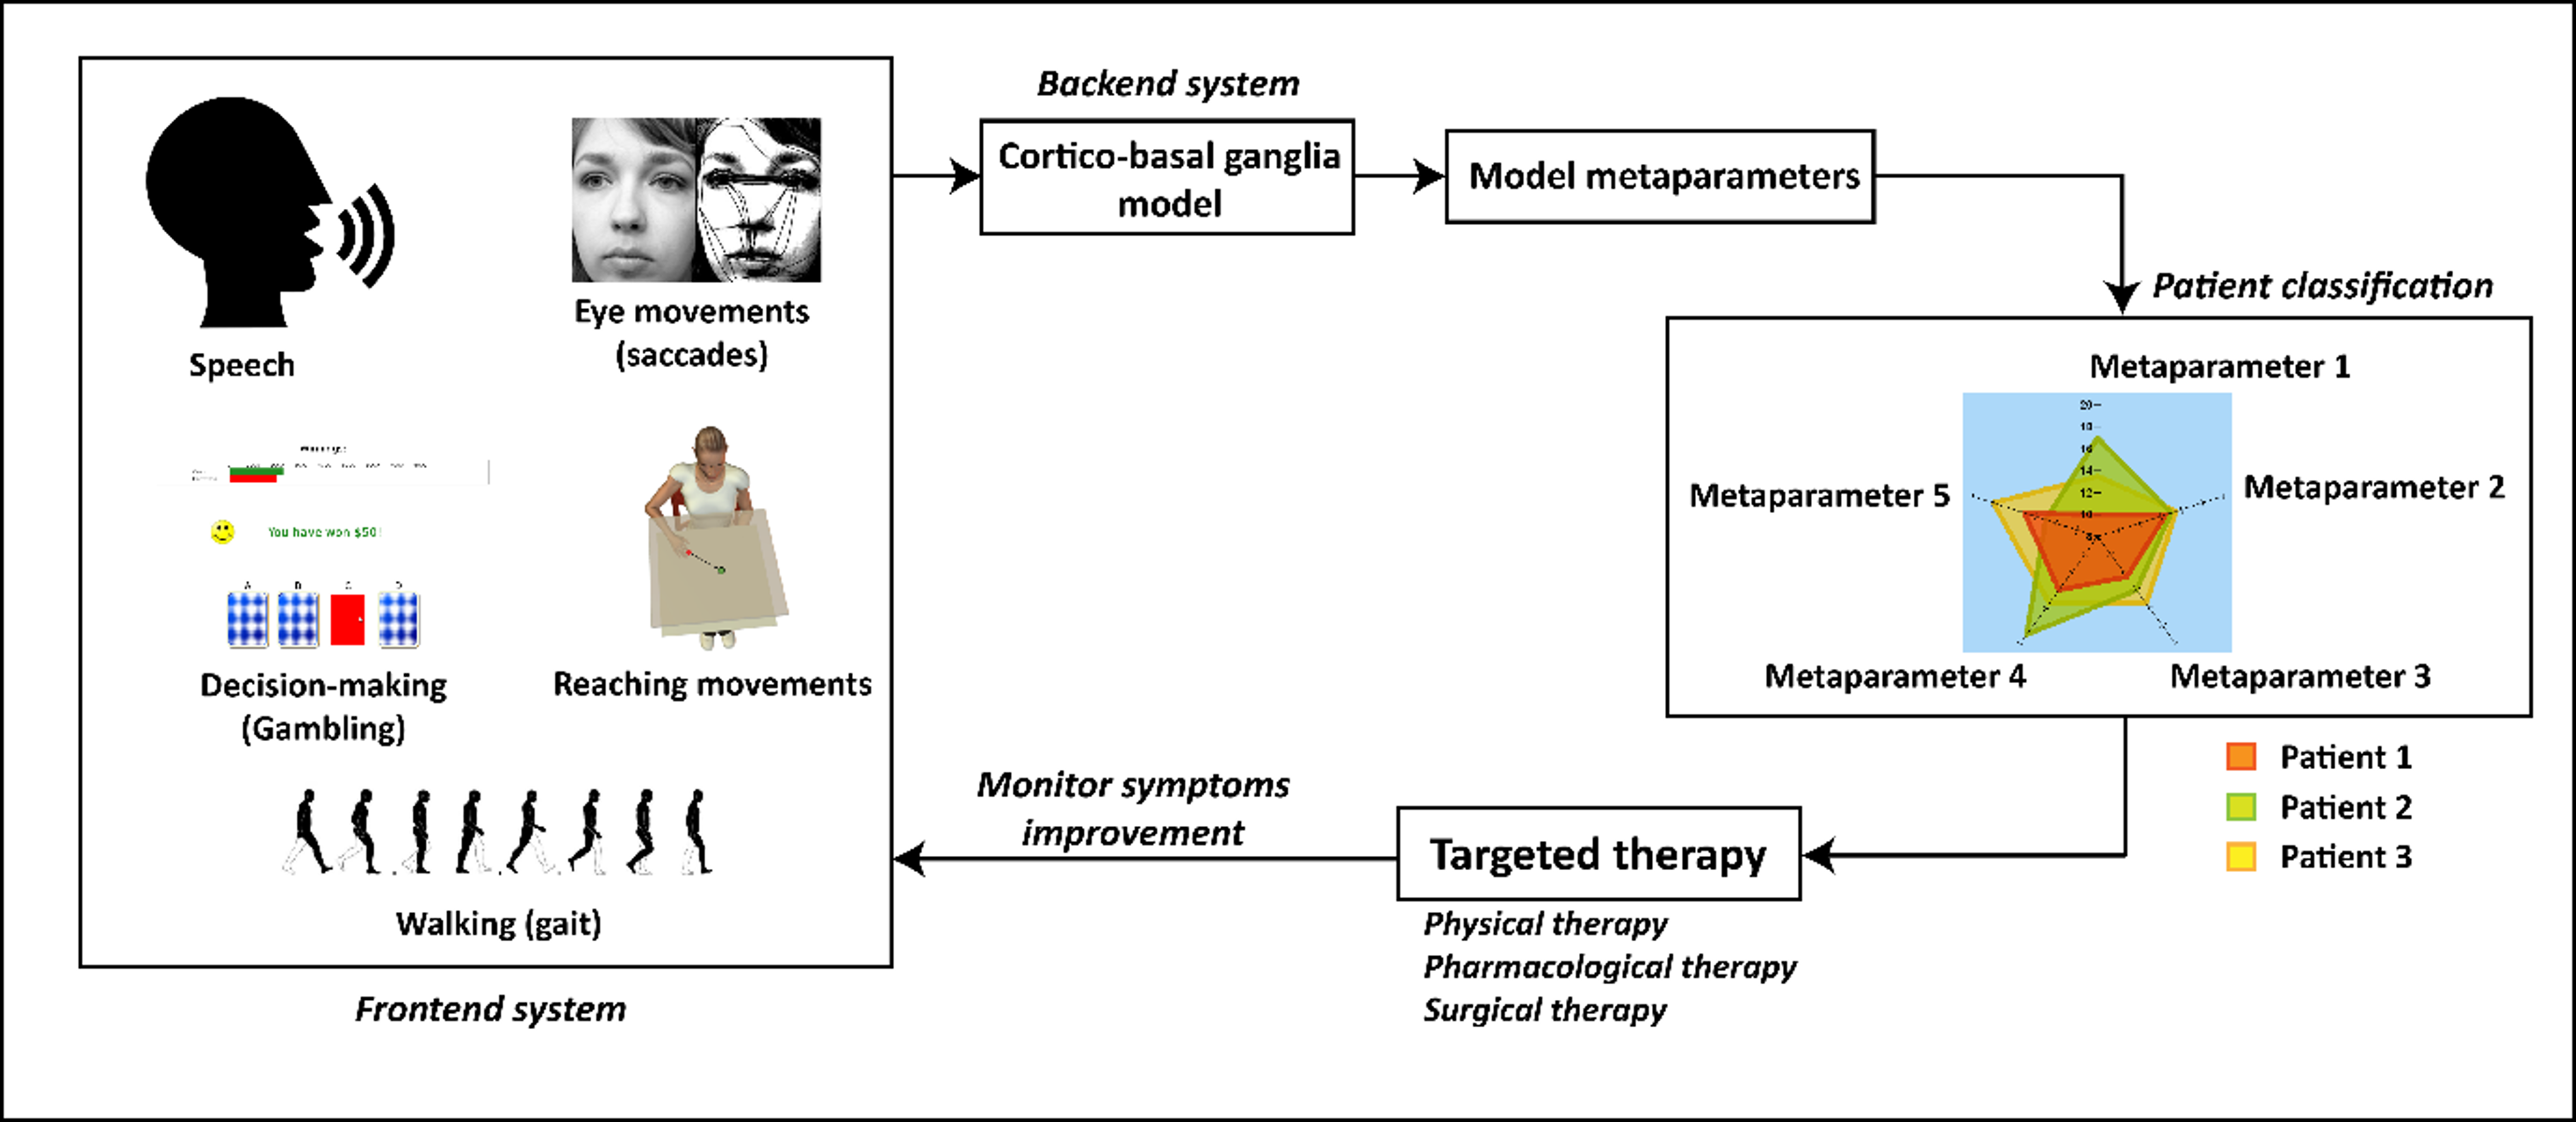 Backend system
Cortico-basal ganglia
model
Model metaparameters
Patient classification
Speech
Eye movements
(saccades)
You have won $50!
A B C D
Decision-making
(Gambling)
Reaching movements
Walking (gait)
Frontend system
Metaparameter 1
20
18
16
14
12
10
Metaparameter 5
Metaparameter 2
Metaparameter 4
Metaparameter 3
Patient 1
Patient 2
Patient 3
Monitor symptoms
improvement
Targeted therapy
Physical therapy
Pharmacological therapy
Surgical therapy